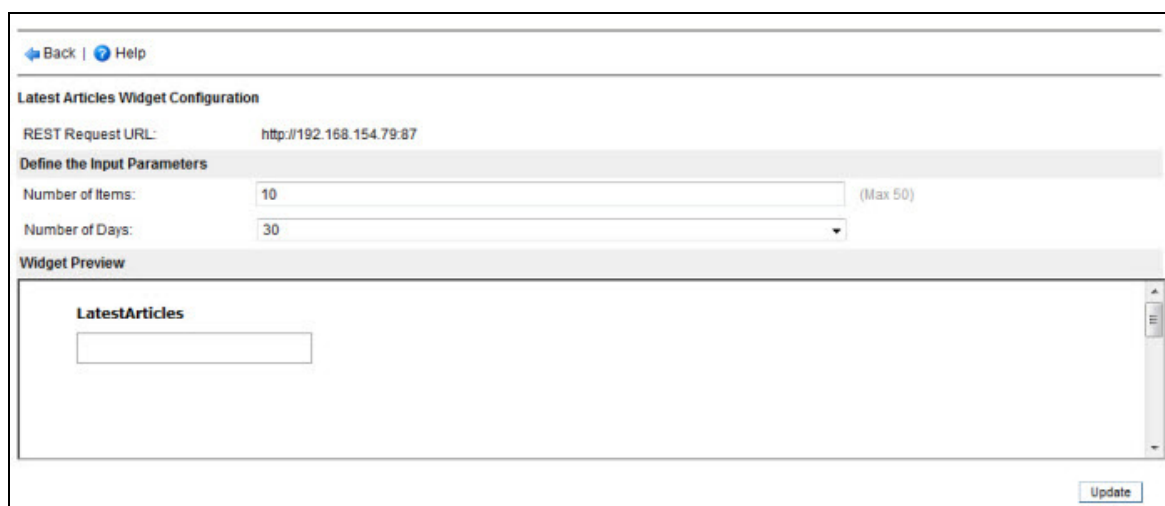 Back | Help
Latest Articles Widget Configuration
REST Request URL: http://192.168.154.79:87
Define the Input Parameters
Number of Items: 10 (Max 50)
Number of Days: 30
Widget Preview
LatestArticles
Update